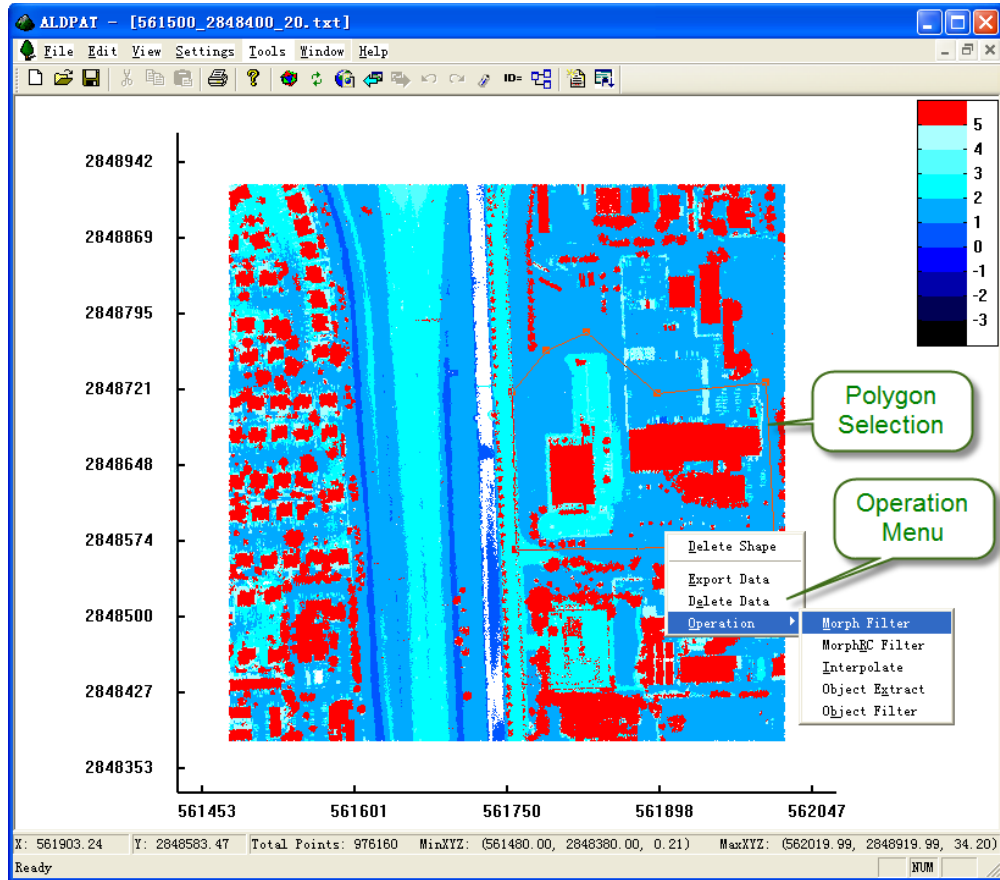 ALDPAT - [561500_2848400_20.txt]
File Edit View Settings Tools Window Help
ID=
5
4
3
2
1
0
-1
-2
-3
2848942
2848869
2848795
2848721
2848648
2848574
2848500
2848427
2848353
Polygon
Selection
Operation
Menu
Delete Shape
Export Data
Delete Data
Operation
Morph Filter
MorphRC Filter
Interpolate
Object Extract
Object Filter
561453 561601 561750 561898 562047
X: 561903.24 Y: 2848583.47 Total Points: 976160 MinXYZ: (561480.00, 2848380.00, 0.21) MaxXYZ: (562019.99, 2848919.99, 34.20)
Ready NUM